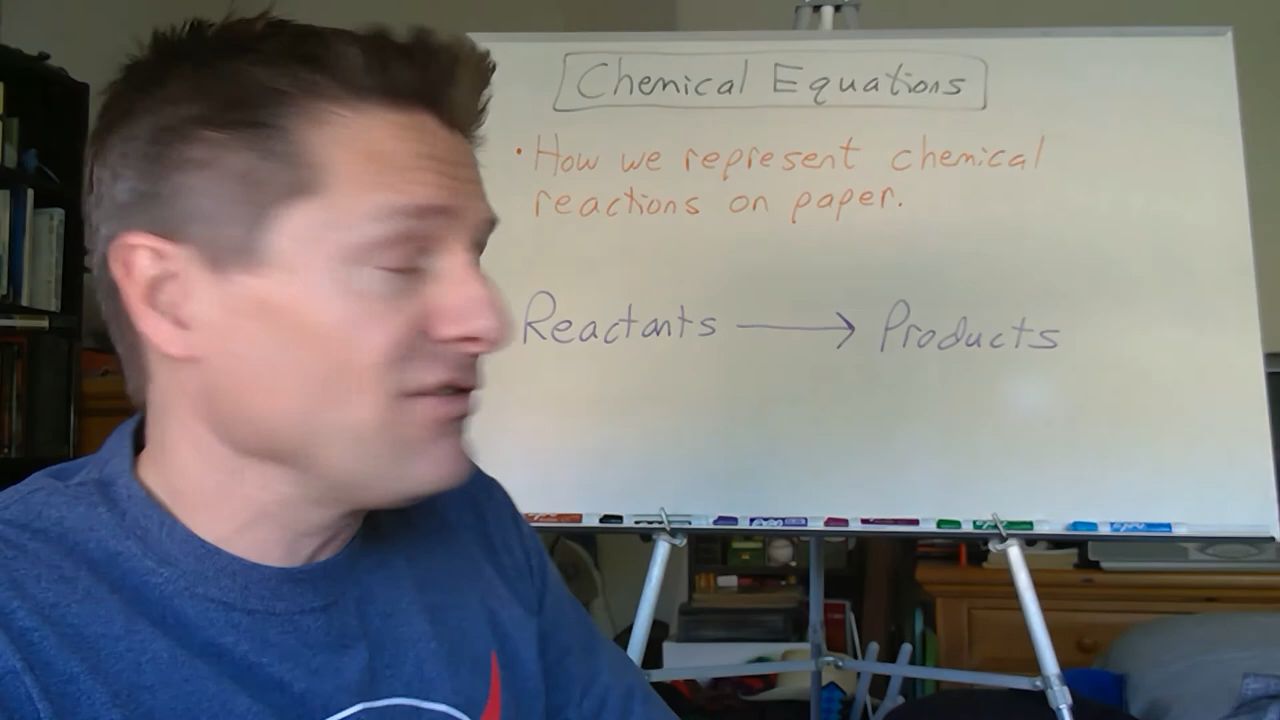 Chemical Equations
• How we represent chemical
reactions on paper.
Reactants → Products